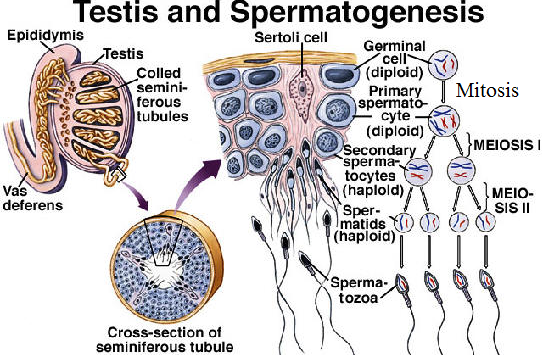 Testis and Spermatogenesis
Epididymis
Testis
Colled
semini-
ferous
tubules
Vas
deferens
Cross-section of
seminiferous tubule
Sertoli cell
Germinal
cell
(diploid)
Mitosis
Primary
spermato-
cyte
(diploid)
MEIOSIS I
Secondary
sperma-
tocytes
(haploid)
MEIO-
SIS II
Sper-
matids
(haploid)
Sperma-
tozoa